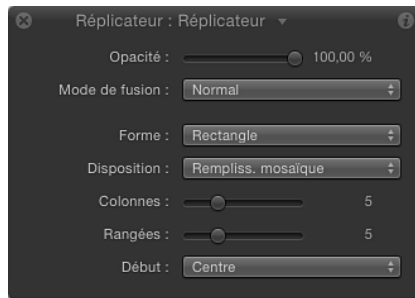 Réplicateur : Réplicateur
Opacité : 100,00 %
Mode de fusion : Normal
Forme : Rectangle
Disposition : Rempliss. mosaïque
Colonnes : 5
Rangées : 5
Début : Centre